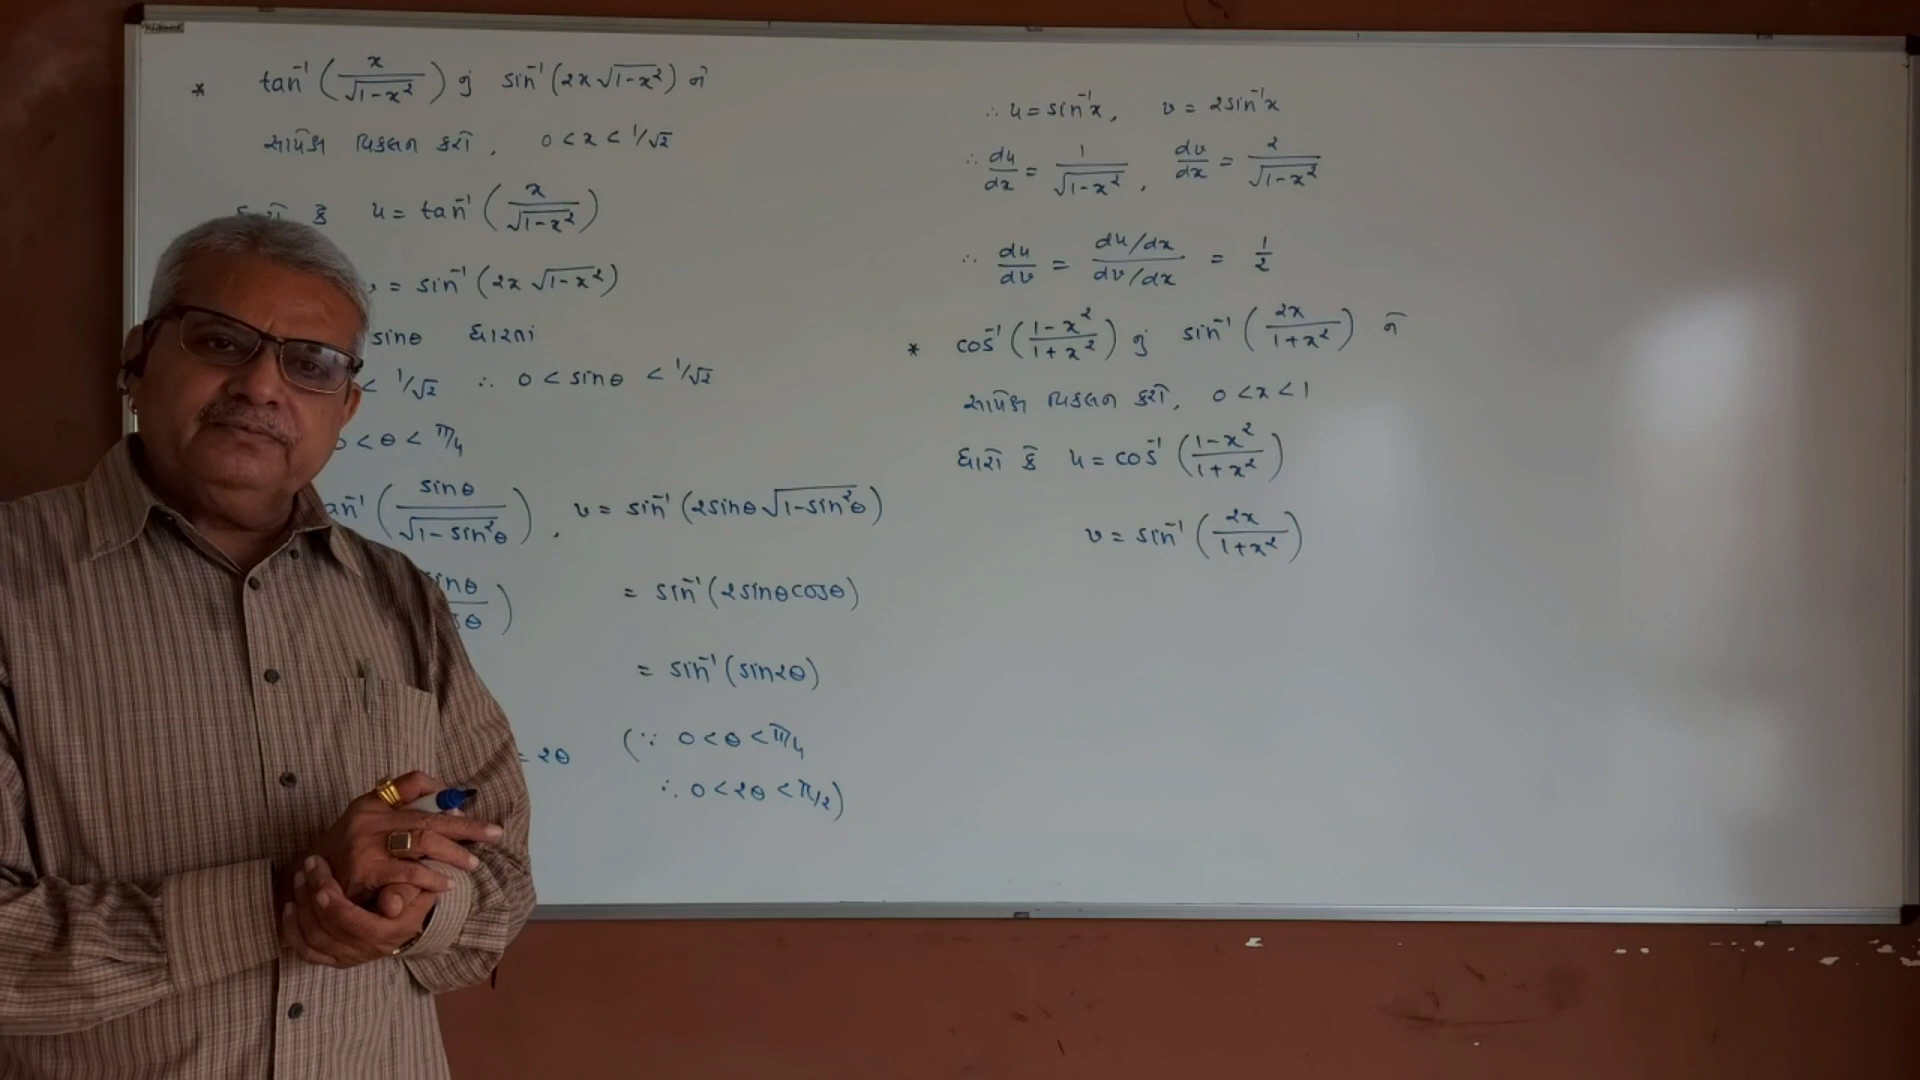 * tan⁻¹ (x/√(1-x²)) નું sin⁻¹ (2x√(1-x²)) ને
સાપેક્ષ વિકલન કરો, 0 < x < 1/√2
કે u = tan⁻¹ (x/√(1-x²))
= sin⁻¹ (2x√(1-x²))
sinθ ધારતાં
< 1/√2 ∴ 0 < sinθ < 1/√2
0 < θ < π/4
an⁻¹ (sinθ/√(1-sin²θ)), v = sin⁻¹ (2sinθ√(1-sin²θ))
= sin⁻¹ (2sinθcosθ)
= sin⁻¹ (sin2θ)
= 2θ (∵ 0 < θ < π/4
∴ 0 < 2θ < π/2)
∴ u = sin⁻¹x, v = 2sin⁻¹x
∴ du/dx = 1/√(1-x²), dv/dx = 2/√(1-x²)
∴ du/dv = (du/dx)/(dv/dx) = 1/2
* cos⁻¹ ((1-x²)/(1+x²)) નું sin⁻¹ (2x/(1+x²)) ને
સાપેક્ષ વિકલન કરો, 0 < x < 1
ધારો કે u = cos⁻¹ ((1-x²)/(1+x²))
v = sin⁻¹ (2x/(1+x²))